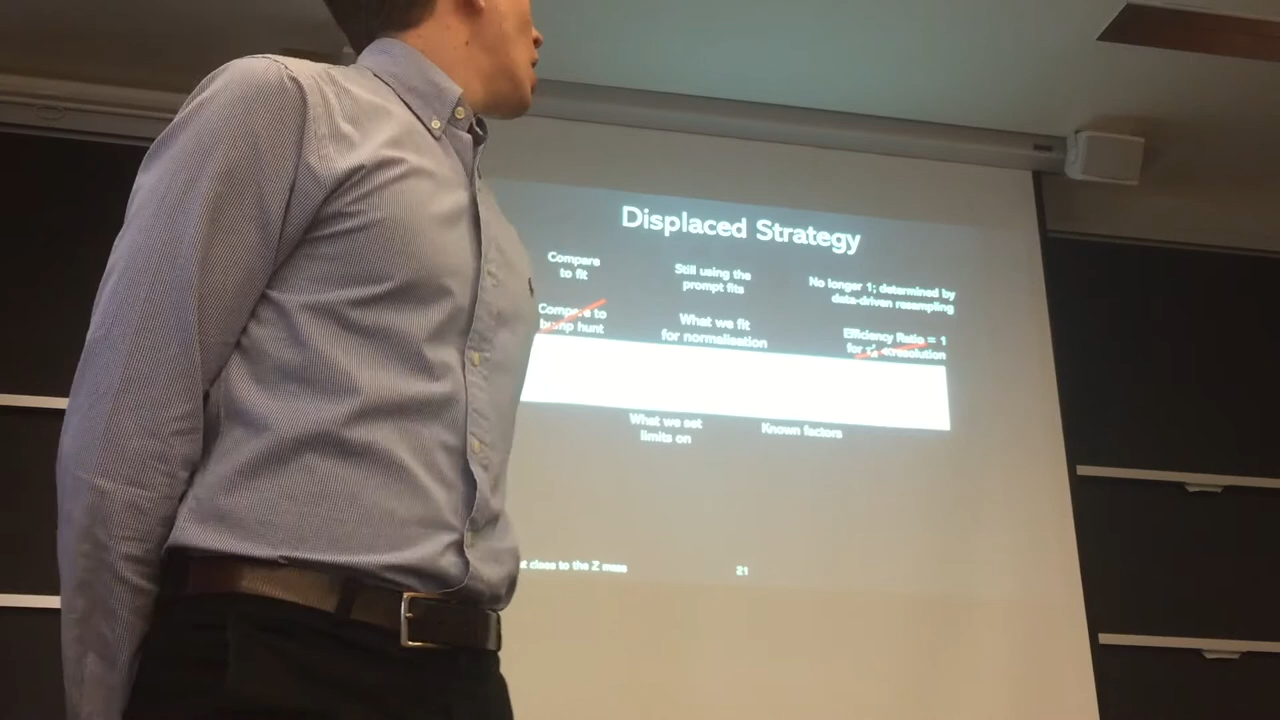 Displaced Strategy
Compare
to fit
Still using the
prompt fits
No longer 1; determined by
data-driven resampling
Compare to
bump hunt
What we fit
for normalisation
Efficiency Ratio = 1
for resolution
What we set
limits on
Known factors
t close to the Z mass
21